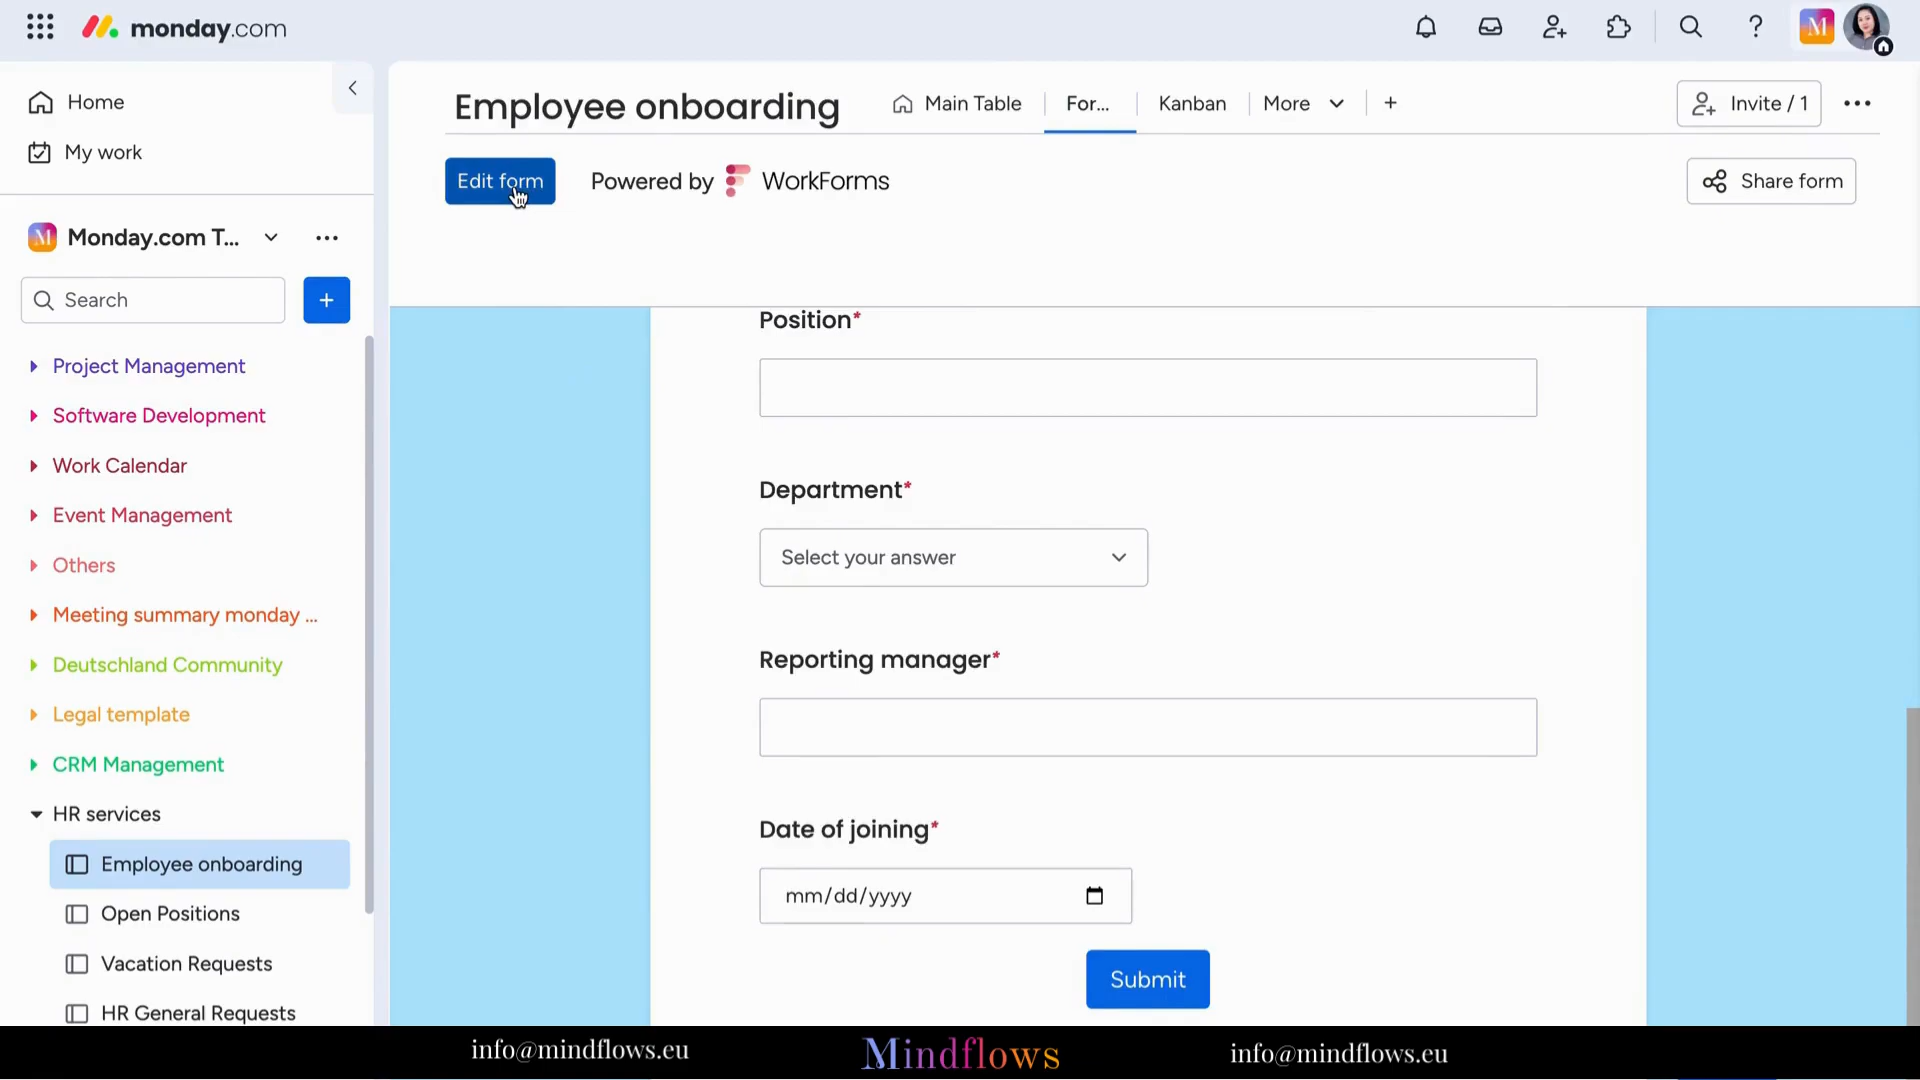 monday.com
M
Home
My work
Employee onboarding
Main Table
For...
Kanban
More
Invite / 1
Edit form
Powered by WorkForms
Share form
M Monday.com T...
Search
Project Management
Software Development
Work Calendar
Event Management
Others
Meeting summary monday ...
Deutschland Community
Legal template
CRM Management
HR services
Employee onboarding
Open Positions
Vacation Requests
HR General Requests
Position*
Department*
Select your answer
Reporting manager*
Date of joining*
mm/dd/yyyy
Submit
info@mindflows.eu
Mindflows
info@mindflows.eu